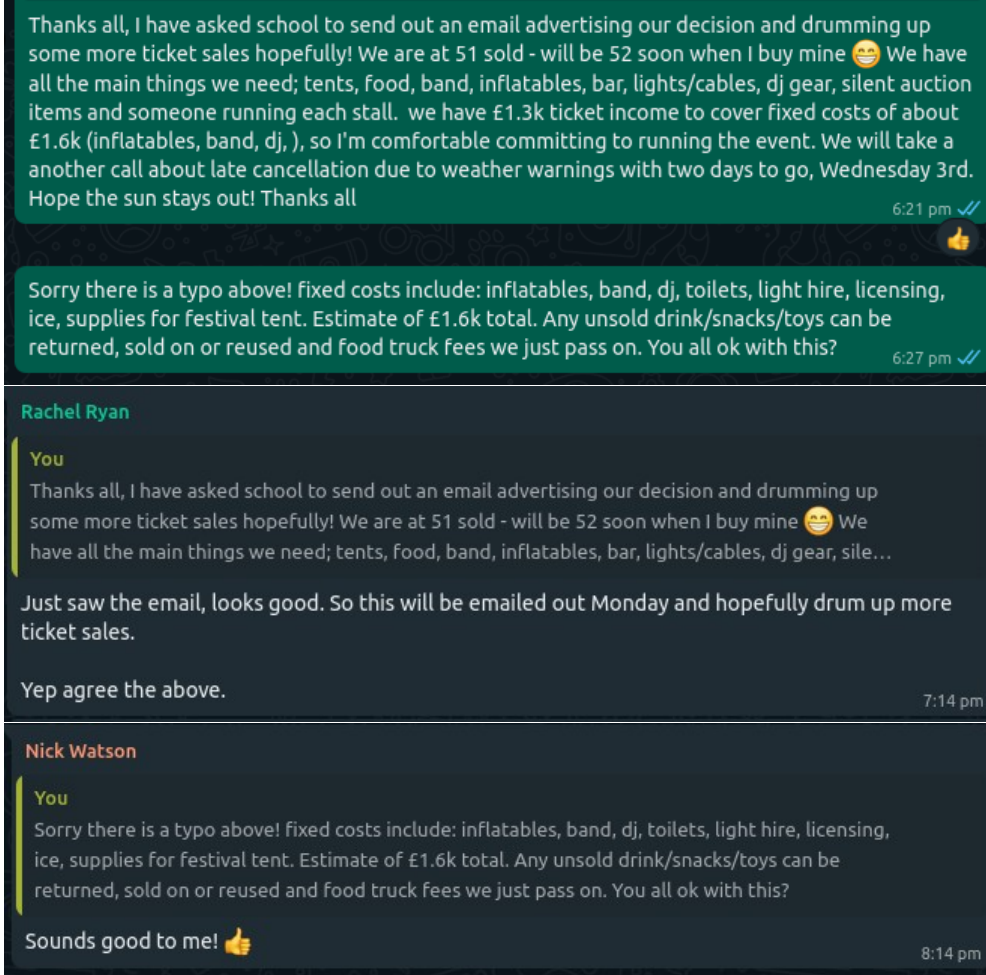 Thanks all, I have asked school to send out an email advertising our decision and drumming up
some more ticket sales hopefully! We are at 51 sold - will be 52 soon when I buy mine 😁 We have
all the main things we need; tents, food, band, inflatables, bar, lights/cables, dj gear, silent auction
items and someone running each stall.  we have £1.3k ticket income to cover fixed costs of about
£1.6k (inflatables, band, dj, ), so I'm comfortable committing to running the event. We will take a
another call about late cancellation due to weather warnings with two days to go, Wednesday 3rd.
Hope the sun stays out! Thanks all
6:21 pm
👍
Sorry there is a typo above! fixed costs include: inflatables, band, dj, toilets, light hire, licensing,
ice, supplies for festival tent. Estimate of £1.6k total. Any unsold drink/snacks/toys can be
returned, sold on or reused and food truck fees we just pass on. You all ok with this?
6:27 pm
Rachel Ryan
You
Thanks all, I have asked school to send out an email advertising our decision and drumming up
some more ticket sales hopefully! We are at 51 sold - will be 52 soon when I buy mine 😁 We
have all the main things we need; tents, food, band, inflatables, bar, lights/cables, dj gear, sile...
Just saw the email, looks good. So this will be emailed out Monday and hopefully drum up more
ticket sales.
Yep agree the above.
7:14 pm
Nick Watson
You
Sorry there is a typo above! fixed costs include: inflatables, band, dj, toilets, light hire, licensing,
ice, supplies for festival tent. Estimate of £1.6k total. Any unsold drink/snacks/toys can be
returned, sold on or reused and food truck fees we just pass on. You all ok with this?
Sounds good to me! 👍
8:14 pm